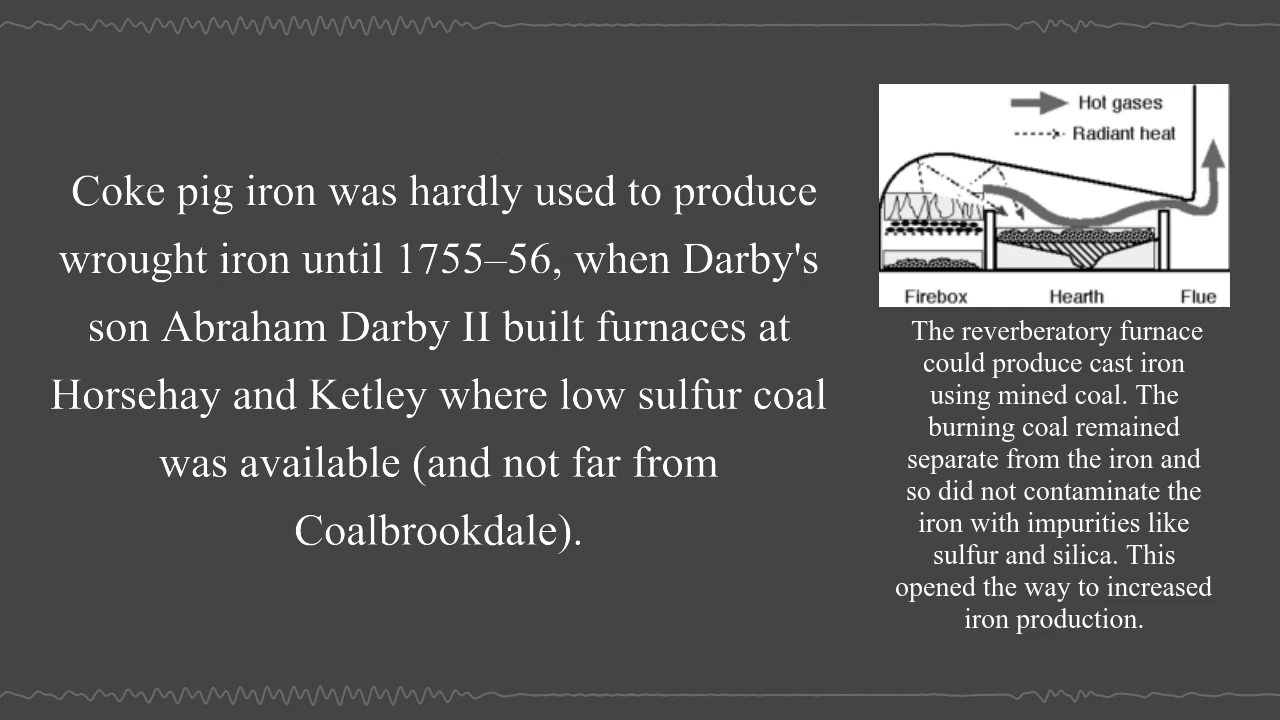 Coke pig iron was hardly used to produce
wrought iron until 1755–56, when Darby's
son Abraham Darby II built furnaces at
Horsehay and Ketley where low sulfur coal
was available (and not far from
Coalbrookdale).
Hot gases
Radiant heat
Firebox Hearth Flue
The reverberatory furnace
could produce cast iron
using mined coal. The
burning coal remained
separate from the iron and
so did not contaminate the
iron with impurities like
sulfur and silica. This
opened the way to increased
iron production.